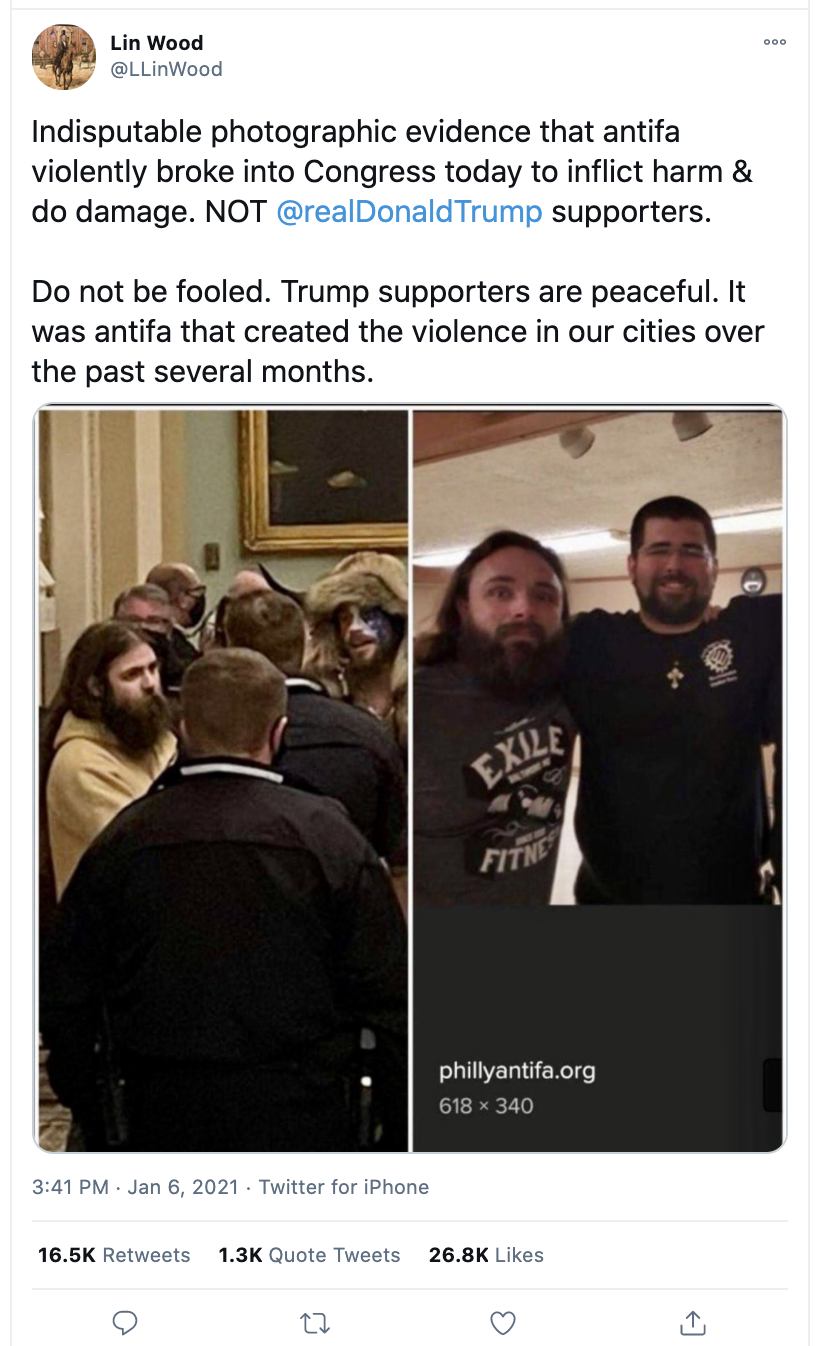 Lin Wood
@LLinWood
Indisputable photographic evidence that antifa
violently broke into Congress today to inflict harm &
do damage. NOT @realDonaldTrump supporters.
Do not be fooled. Trump supporters are peaceful. It
was antifa that created the violence in our cities over
the past several months.
EXILE
FITNE
phillyantifa.org
618 × 340
3:41 PM · Jan 6, 2021 · Twitter for iPhone
16.5K Retweets 1.3K Quote Tweets 26.8K Likes